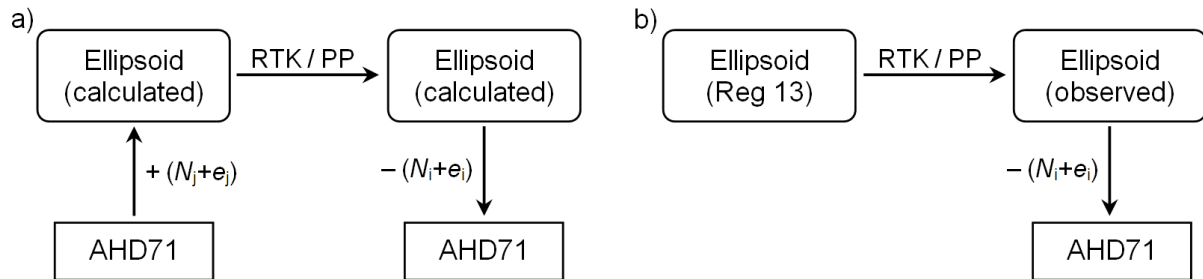 a)
Ellipsoid
(calculated)
RTK / PP
Ellipsoid
(calculated)
+ (Nj+ej)
– (Ni+ei)
AHD71
AHD71
b)
Ellipsoid
(Reg 13)
RTK / PP
Ellipsoid
(observed)
– (Ni+ei)
AHD71